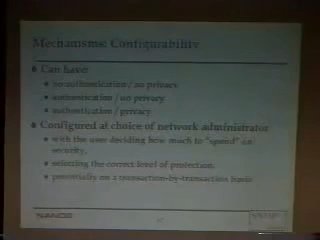 Mechanisms: Configurability
Can have:
no authentication / no privacy
authentication / no privacy
authentication / privacy
Configured at choice of network administrator
with the user deciding how much to "spend" on
security,
selecting the correct level of protection,
potentially on a transaction-by-transaction basis
NANOG